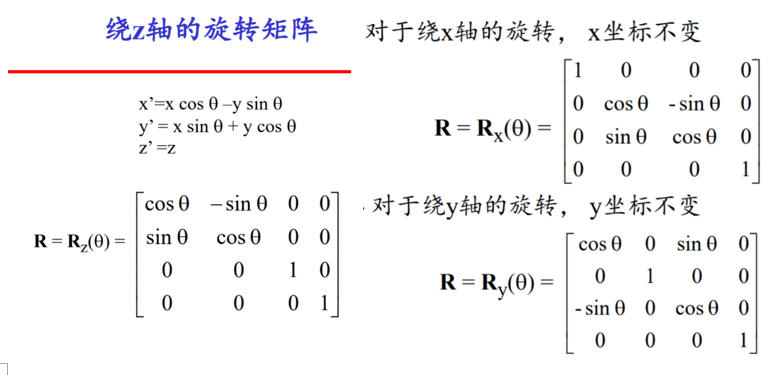 绕z轴的旋转矩阵
x’=x cos θ –y sin θ
y’ = x sin θ + y cos θ
z’ =z
R = Rz(θ) =
cos θ – sin θ 0 0
sin θ cos θ 0 0
0 0 1 0
0 0 0 1
对于绕x轴的旋转， x坐标不变
R = Rx(θ) =
1 0 0 0
0 cos θ - sin θ 0
0 sin θ cos θ 0
0 0 0 1
对于绕y轴的旋转， y坐标不变
R = Ry(θ) =
cos θ 0 sin θ 0
0 1 0 0
- sin θ 0 cos θ 0
0 0 0 1